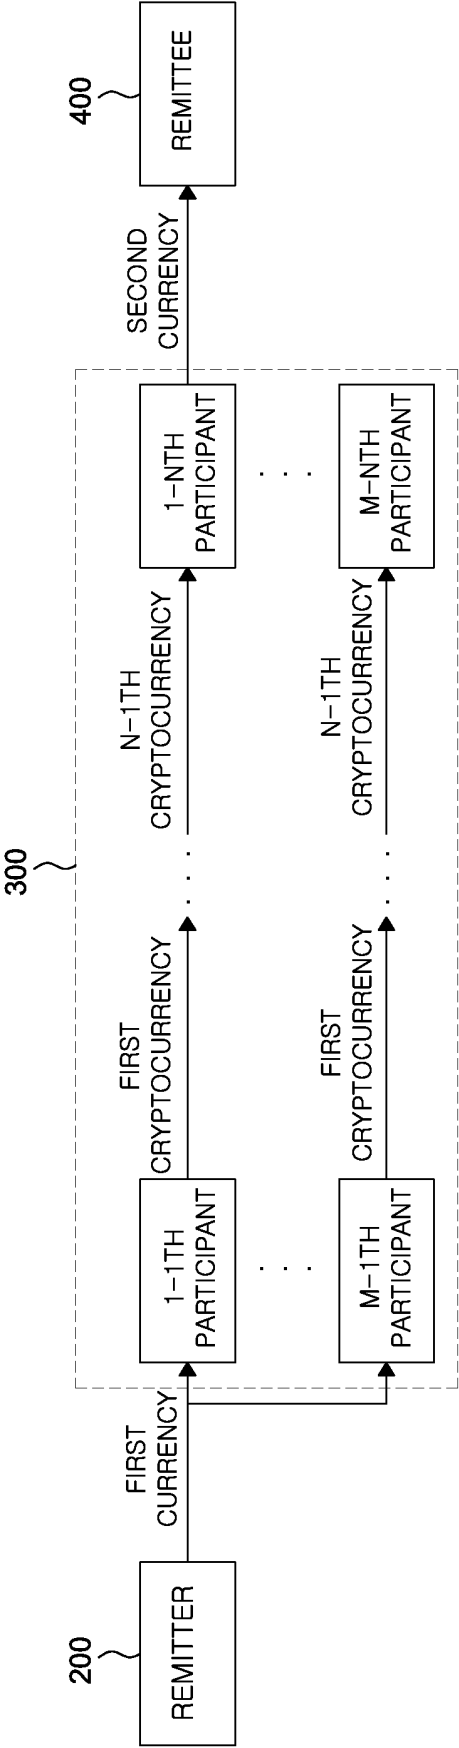 200
REMITTER
FIRST
CURRENCY
300
1-1TH
PARTICIPANT
. . .
M-1TH
PARTICIPANT
FIRST
CRYPTOCURRENCY
. . .
FIRST
CRYPTOCURRENCY
. . .
N-1TH
CRYPTOCURRENCY
N-1TH
CRYPTOCURRENCY
1-NTH
PARTICIPANT
. . .
M-NTH
PARTICIPANT
SECOND
CURRENCY
400
REMITTEE